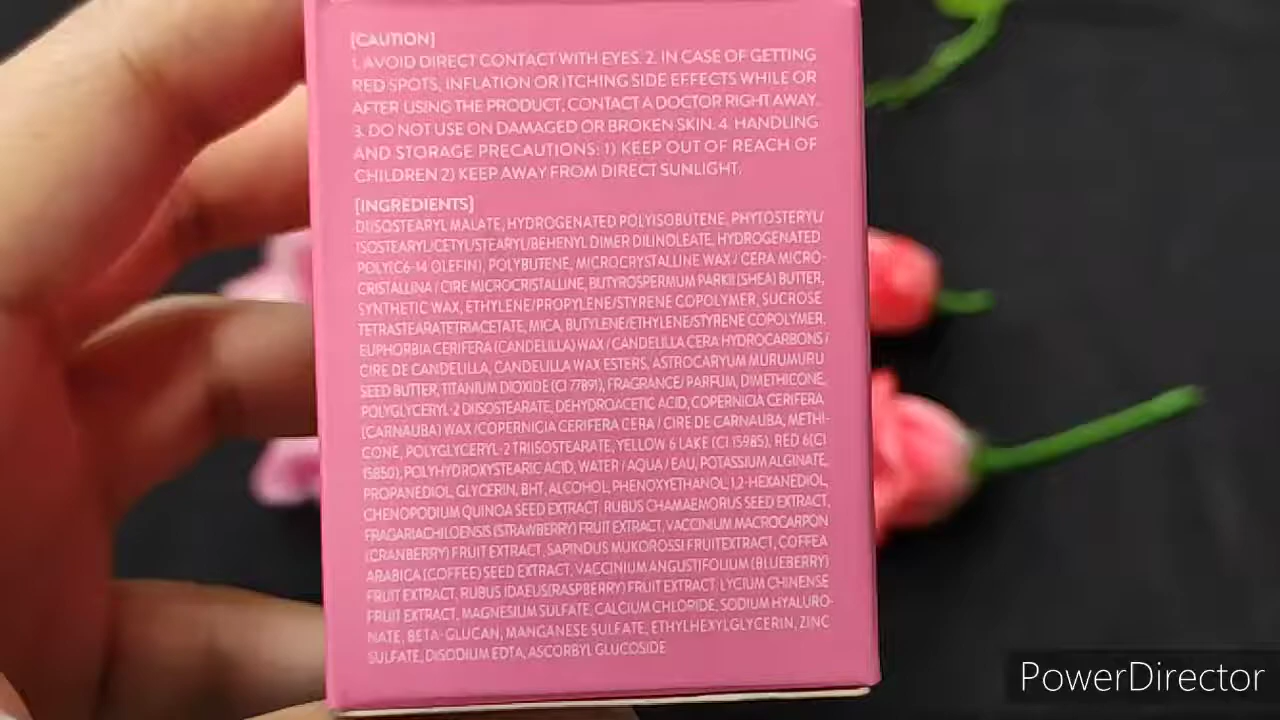 [CAUTION]
1. AVOID DIRECT CONTACT WITH EYES. 2. IN CASE OF GETTING
RED SPOTS, INFLATION OR ITCHING SIDE EFFECTS WHILE OR
AFTER USING THE PRODUCT, CONTACT A DOCTOR RIGHT AWAY.
3. DO NOT USE ON DAMAGED OR BROKEN SKIN. 4. HANDLING
AND STORAGE PRECAUTIONS: 1) KEEP OUT OF REACH OF
CHILDREN 2) KEEP AWAY FROM DIRECT SUNLIGHT.
[INGREDIENTS]
DIISOSTEARYL MALATE, HYDROGENATED POLYISOBUTENE, PHYTOSTERYL/
ISOSTEARYL/CETYL/STEARYL/BEHENYL DIMER DILINOLEATE, HYDROGENATED
POLY(C6-14 OLEFIN), POLYBUTENE, MICROCRYSTALLINE WAX / CERA MICRO-
CRISTALLINA / CIRE MICROCRISTALLINE, BUTYROSPERMUM PARKII (SHEA) BUTTER,
SYNTHETIC WAX, ETHYLENE/PROPYLENE/STYRENE COPOLYMER, SUCROSE
TETRASTEARATETRIACETATE, MICA, BUTYLENE/ETHYLENE/STYRENE COPOLYMER,
EUPHORBIA CERIFERA (CANDELILLA) WAX / CANDELILLA CERA HYDROCARBONS /
CIRE DE CANDELILLA, CANDELILLA WAX ESTERS, ASTROCARYUM MURUMURU
SEED BUTTER, TITANIUM DIOXIDE (CI 77891), FRAGRANCE/ PARFUM, DIMETHICONE,
POLYGLYCERYL-2 DIISOSTEARATE, DEHYDROACETIC ACID, COPERNICIA CERIFERA
(CARNAUBA) WAX /COPERNICIA CERIFERA CERA / CIRE DE CARNAUBA, METHI-
CONE, POLYGLYCERYL-2 TRIISOSTEARATE, YELLOW 6 LAKE (CI 15985), RED 6(CI
15850), POLYHYDROXYSTEARIC ACID, WATER / AQUA / EAU, POTASSIUM ALGINATE,
PROPANEDIOL, GLYCERIN, BHT, ALCOHOL, PHENOXYETHANOL, 1,2-HEXANEDIOL,
CHENOPODIUM QUINOA SEED EXTRACT, RUBUS CHAMAEMORUS SEED EXTRACT,
FRAGARIACHILOENSIS (STRAWBERRY) FRUIT EXTRACT, VACCINIUM MACROCARPON
(CRANBERRY) FRUIT EXTRACT, SAPINDUS MUKOROSSI FRUITEXTRACT, COFFEA
ARABICA (COFFEE) SEED EXTRACT, VACCINIUM ANGUSTIFOLIUM (BLUEBERRY)
FRUIT EXTRACT, RUBUS IDAEUS(RASPBERRY) FRUIT EXTRACT, LYCIUM CHINENSE
FRUIT EXTRACT, MAGNESIUM SULFATE, CALCIUM CHLORIDE, SODIUM HYALURO-
NATE, BETA-GLUCAN, MANGANESE SULFATE, ETHYLHEXYLGLYCERIN, ZINC
SULFATE, DISODIUM EDTA, ASCORBYL GLUCOSIDE
PowerDirector